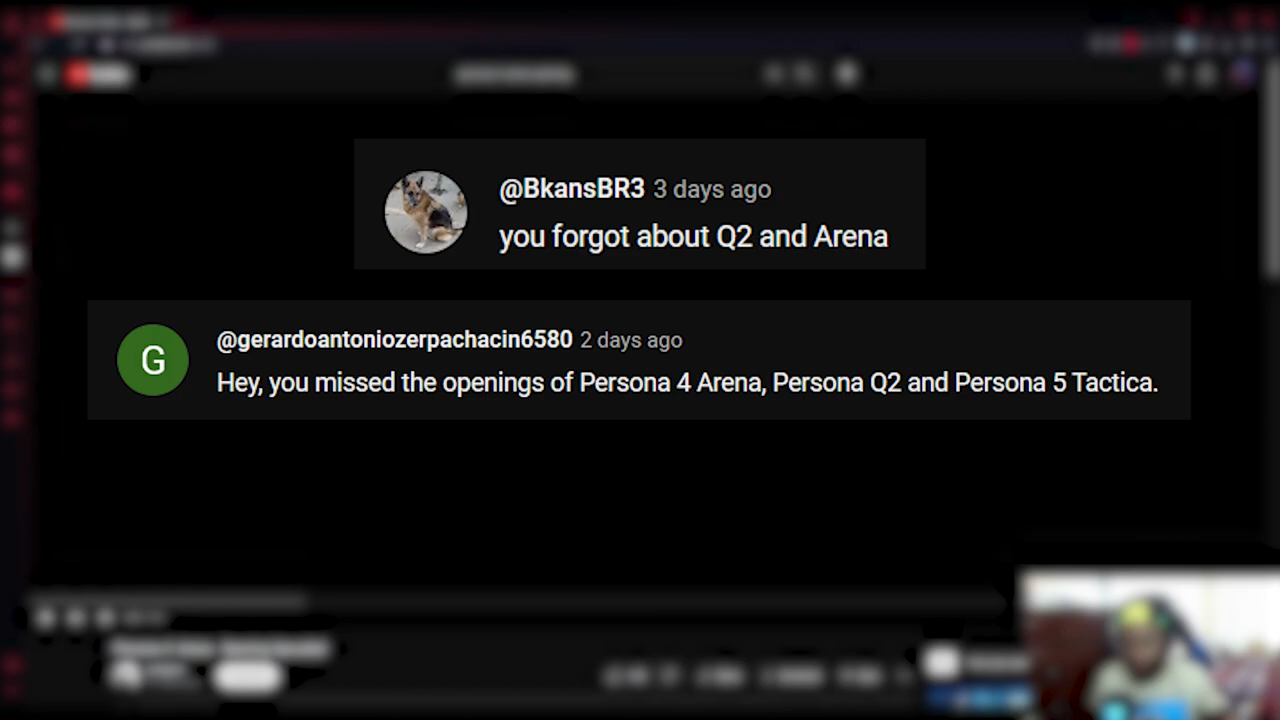 @BkansBR3 3 days ago
you forgot about Q2 and Arena
G
@gerardoantoniozerpachacin6580 2 days ago
Hey, you missed the openings of Persona 4 Arena, Persona Q2 and Persona 5 Tactica.